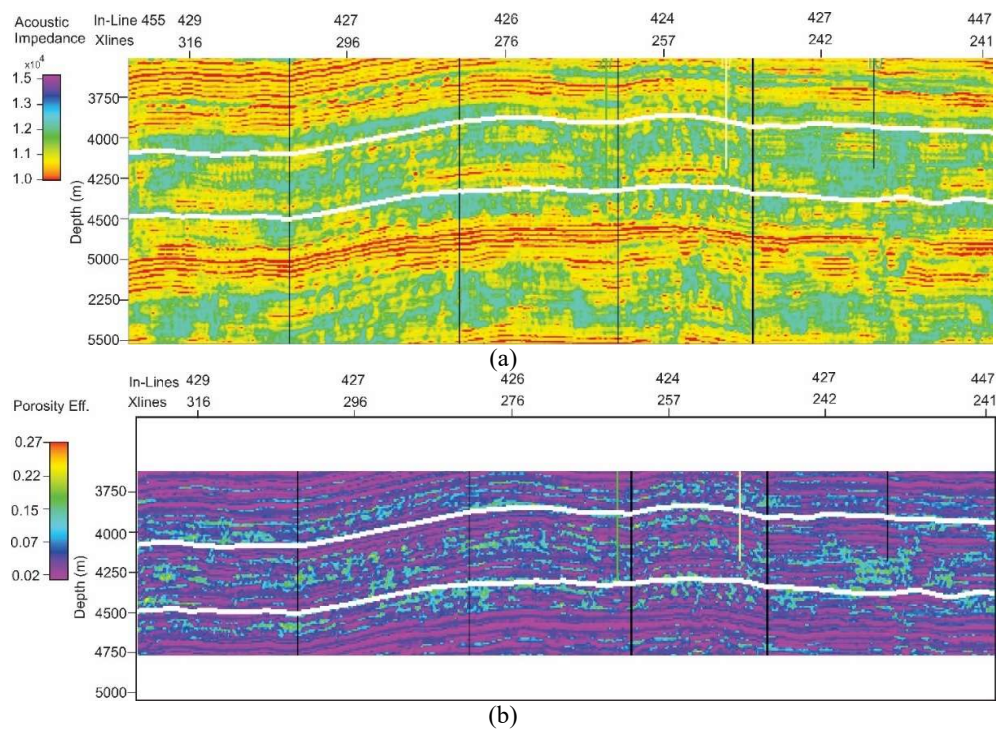 Acoustic Impedance
In-Line 455 429 427 426 424 427 447
Xlines 316 296 276 257 242 241
x10⁴
1.5
1.3
1.2
1.1
1.0
Depth (m)
3750
4000
4250
4500
5000
2250
5500
(a)
In-Lines 429 427 426 424 427 447
Xlines 316 296 276 257 242 241
Porosity Eff.
0.27
0.22
0.15
0.07
0.02
Depth (m)
3750
4000
4250
4500
4750
5000
(b)